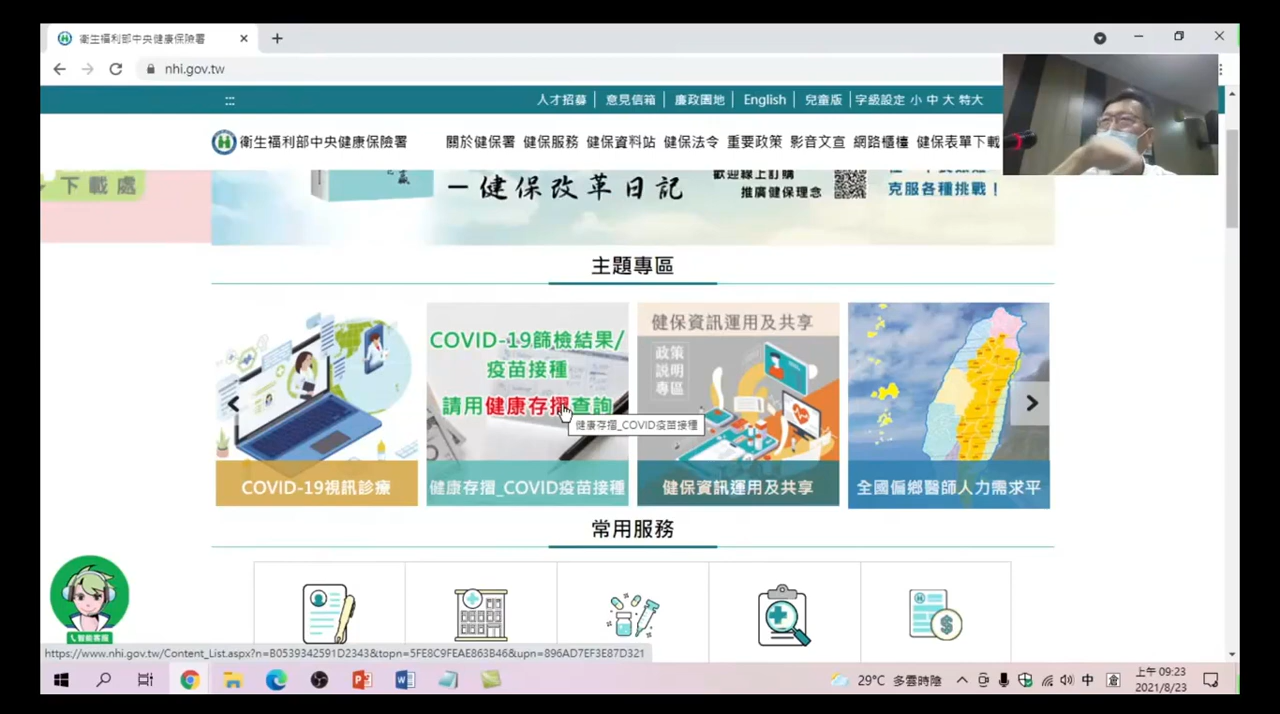 衛生福利部中央健康保險署
nhi.gov.tw
:::
人才招募 意見信箱 廉政園地 English 兒童版 字級設定 小 中 大 特大
衛生福利部中央健康保險署
關於健保署 健保服務 健保資料站 健保法令 重要政策 影音文宣 網路櫃檯 健保表單下載
下載處
一健保改革日記
歡迎線上訂購
推廣健保理念
克服各種挑戰！
主題專區
COVID-19視訊診療
COVID-19篩檢結果/
疫苗接種
請用健康存摺查詢
健康存摺_COVID疫苗接種
健康存摺_COVID疫苗接種
健保資訊運用及共享
政策
說明
專區
健保資訊運用及共享
全國偏鄉醫師人力需求平
常用服務
智能客服
https://www.nhi.gov.tw/Content_List.aspx?n=B0539342591D2343&topn=5FE8C9FEAE863B46&upn=896AD7EF3E87D321
29°C 多雲時陰
中
倉
上午 09:23
2021/8/23